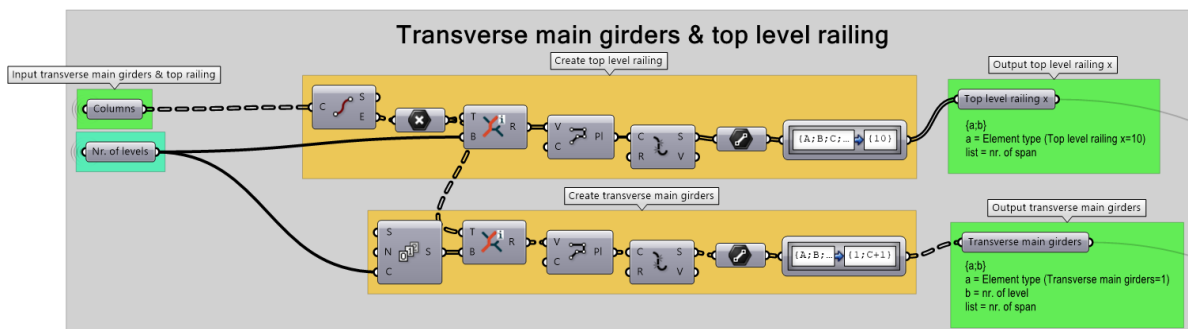 Transverse main girders & top level railing
Input transverse main girders & top railing
Create top level railing
Output top level railing x
Columns
C
S
E
T
B
R
V
C
Pl
C
R
S
V
{A;B;C;...
{10}
Top level railing x
{a;b}
a = Element type (Top level railing x=10)
list = nr. of span
Nr. of levels
Create transverse main girders
Output transverse main girders
S
N
C
S
T
B
R
V
C
Pl
C
R
S
V
{A;B;...
{1;C+1}
Transverse main girders
{a;b}
a = Element type (Transverse main girders=1)
b = nr. of level
list = nr. of span